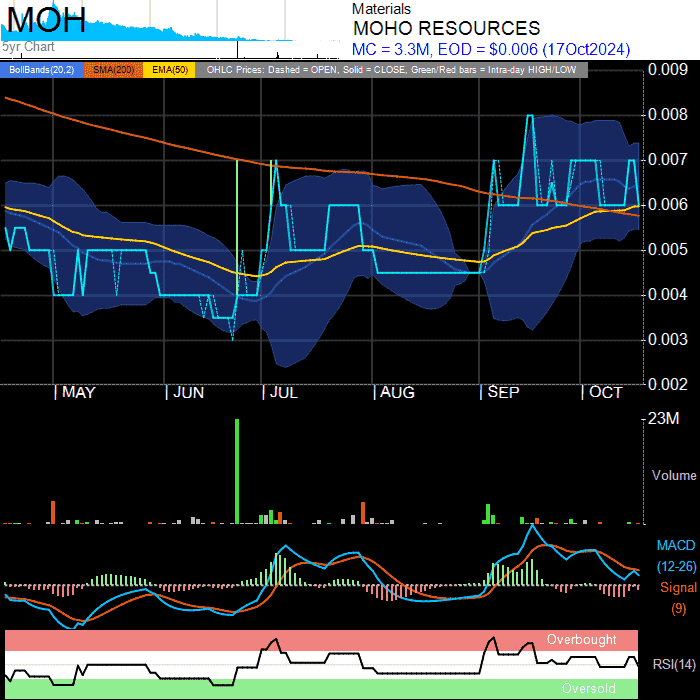 MOH
5yr Chart
Materials
MOHO RESOURCES
MC = 3.3M, EOD = $0.006 (17Oct2024)
BollBands(20,2) SMA(200) EMA(50) OHLC Prices: Dashed = OPEN, Solid = CLOSE, Green/Red bars = Intra-day HIGH/LOW
0.009
0.008
0.007
0.006
0.005
0.004
0.003
0.002
MAY JUN JUL AUG SEP OCT
23M
Volume
MACD
(12-26)
Signal
(9)
Overbought
RSI(14)
Oversold